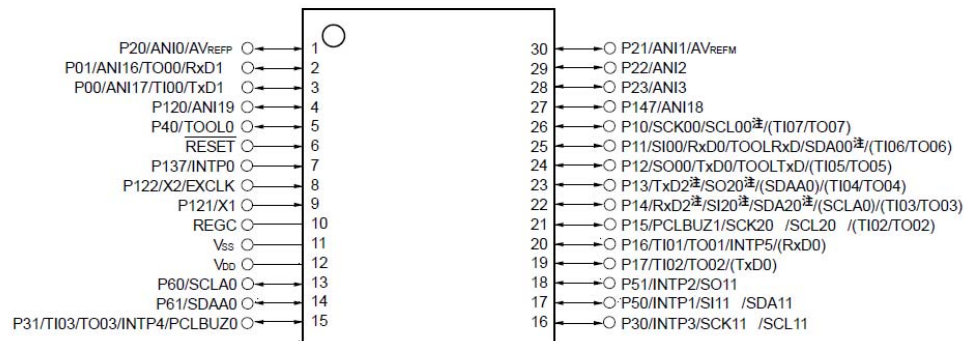 P20/ANI0/AVREFP 1
P01/ANI16/TO00/RxD1 2
P00/ANI17/TI00/TxD1 3
P120/ANI19 4
P40/TOOL0 5
RESET 6
P137/INTP0 7
P122/X2/EXCLK 8
P121/X1 9
REGC 10
VSS 11
VDD 12
P60/SCLA0 13
P61/SDAA0 14
P31/TI03/TO03/INTP4/PCLBUZ0 15
30 P21/ANI1/AVREFM
29 P22/ANI2
28 P23/ANI3
27 P147/ANI18
26 P10/SCK00/SCL00注/(TI07/TO07)
25 P11/SI00/RxD0/TOOLRxD/SDA00注/(TI06/TO06)
24 P12/SO00/TxD0/TOOLTxD/(TI05/TO05)
23 P13/TxD2注/SO20注/(SDAA0)/(TI04/TO04)
22 P14/RxD2注/SI20注/SDA20注/(SCLA0)/(TI03/TO03)
21 P15/PCLBUZ1/SCK20 /SCL20 /(TI02/TO02)
20 P16/TI01/TO01/INTP5/(RxD0)
19 P17/TI02/TO02/(TxD0)
18 P51/INTP2/SO11
17 P50/INTP1/SI11 /SDA11
16 P30/INTP3/SCK11 /SCL11